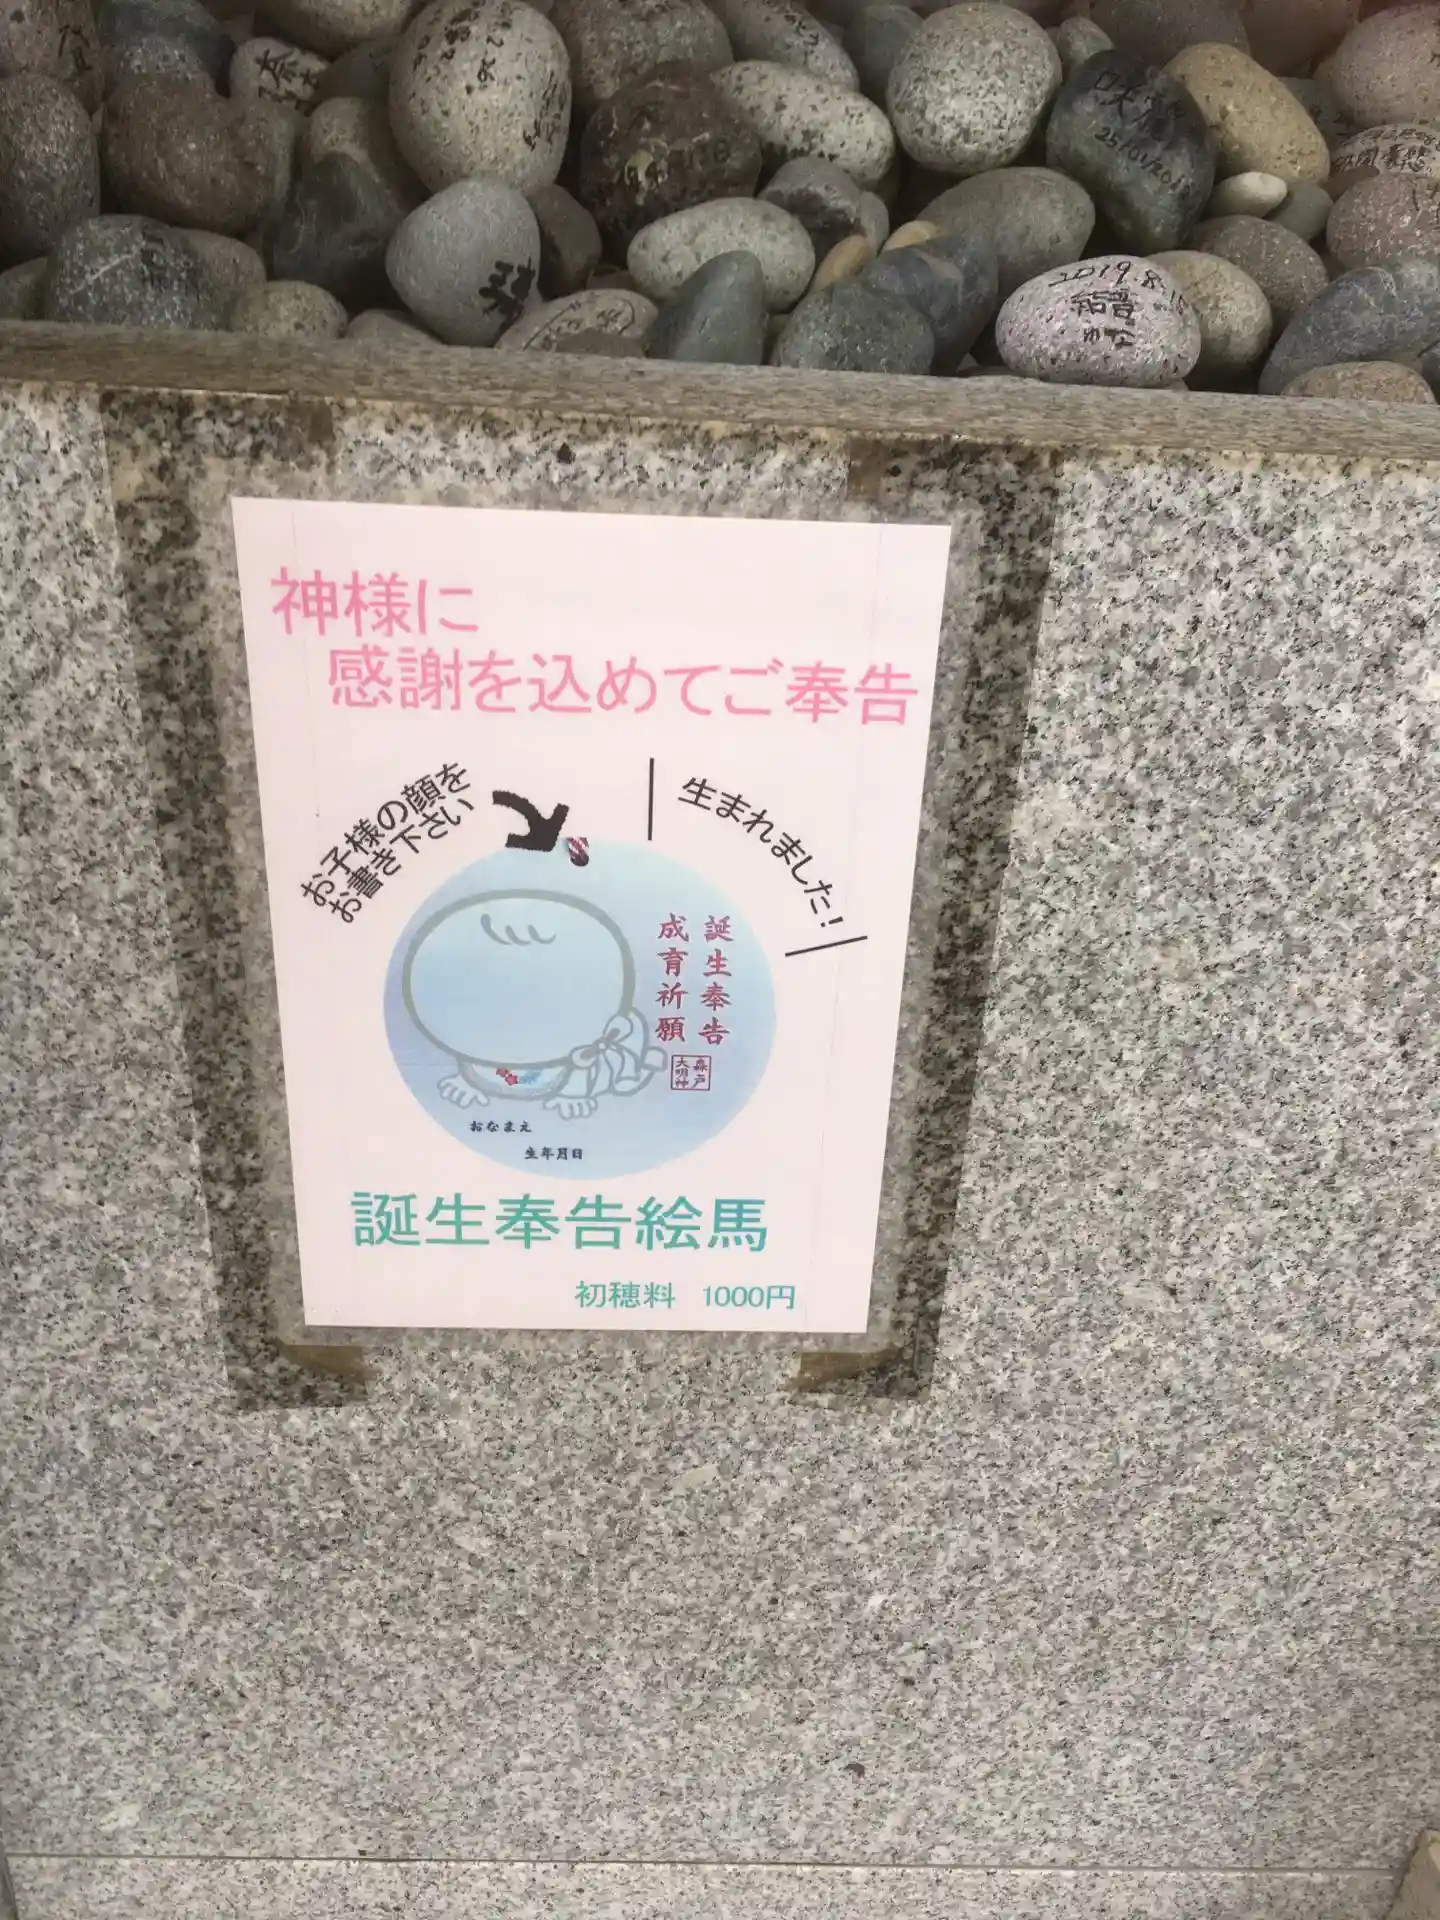 2019.8.15
神様に
感謝を込めてご奉告
お子様の顔を
お書き下さい
生まれました！
誕生奉告
成育祈願
森戸
大明神
おなまえ
生年月日
誕生奉告絵馬
初穂料 1000円